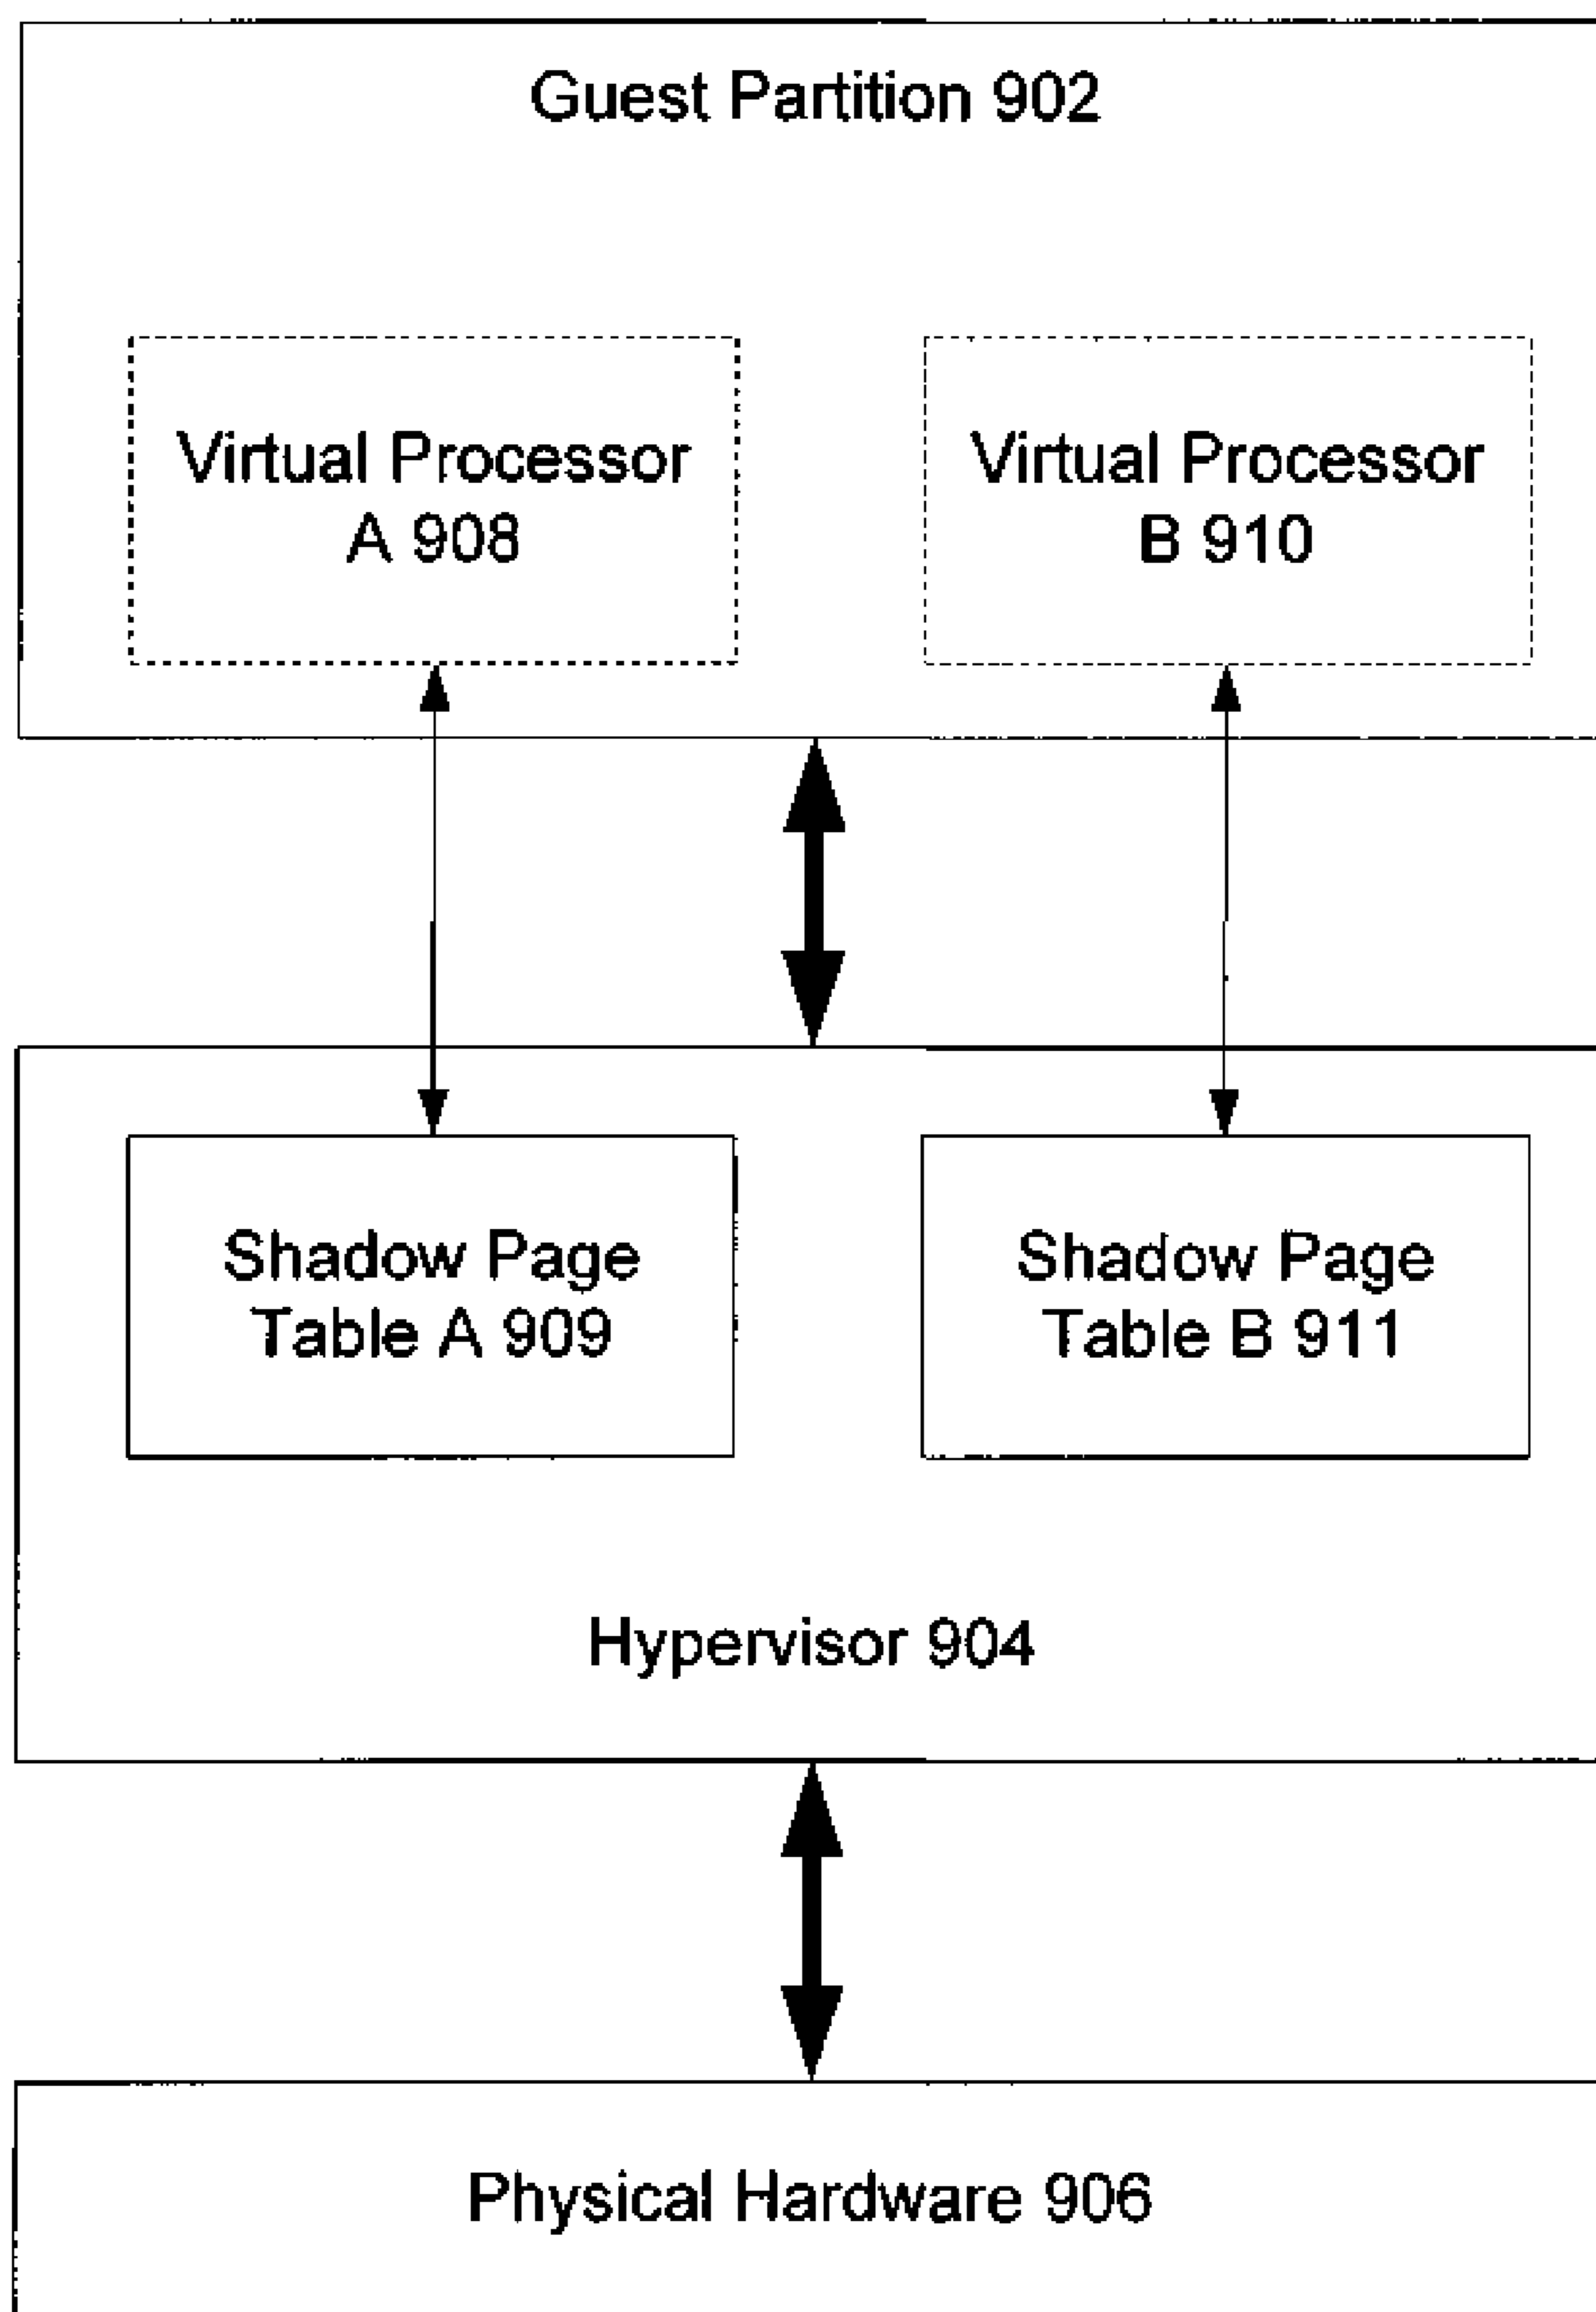 Guest Partition 902
Virtual Processor
A 908
Virtual Processor
B 910
Shadow Page
Table A 909
Shadow Page
Table B 911
Hypervisor 904
Physical Hardware 906